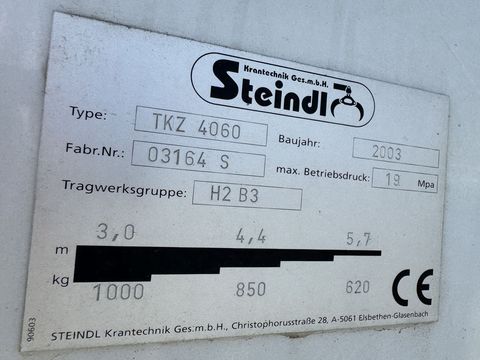 Krantechnik Ges.m.b.H.
Steindl
Type: TKZ 4060 Baujahr: 2003
Fabr.Nr.: 03164 S max. Betriebsdruck: 19 Mpa
Tragwerksgruppe: H2 B3
3,0 4,4 5,7
m
kg
1000 850 620
CE
STEINDL Krantechnik Ges.m.b.H., Christophorusstraße 28, A-5061 Elsbethen-Glasenbach
90603